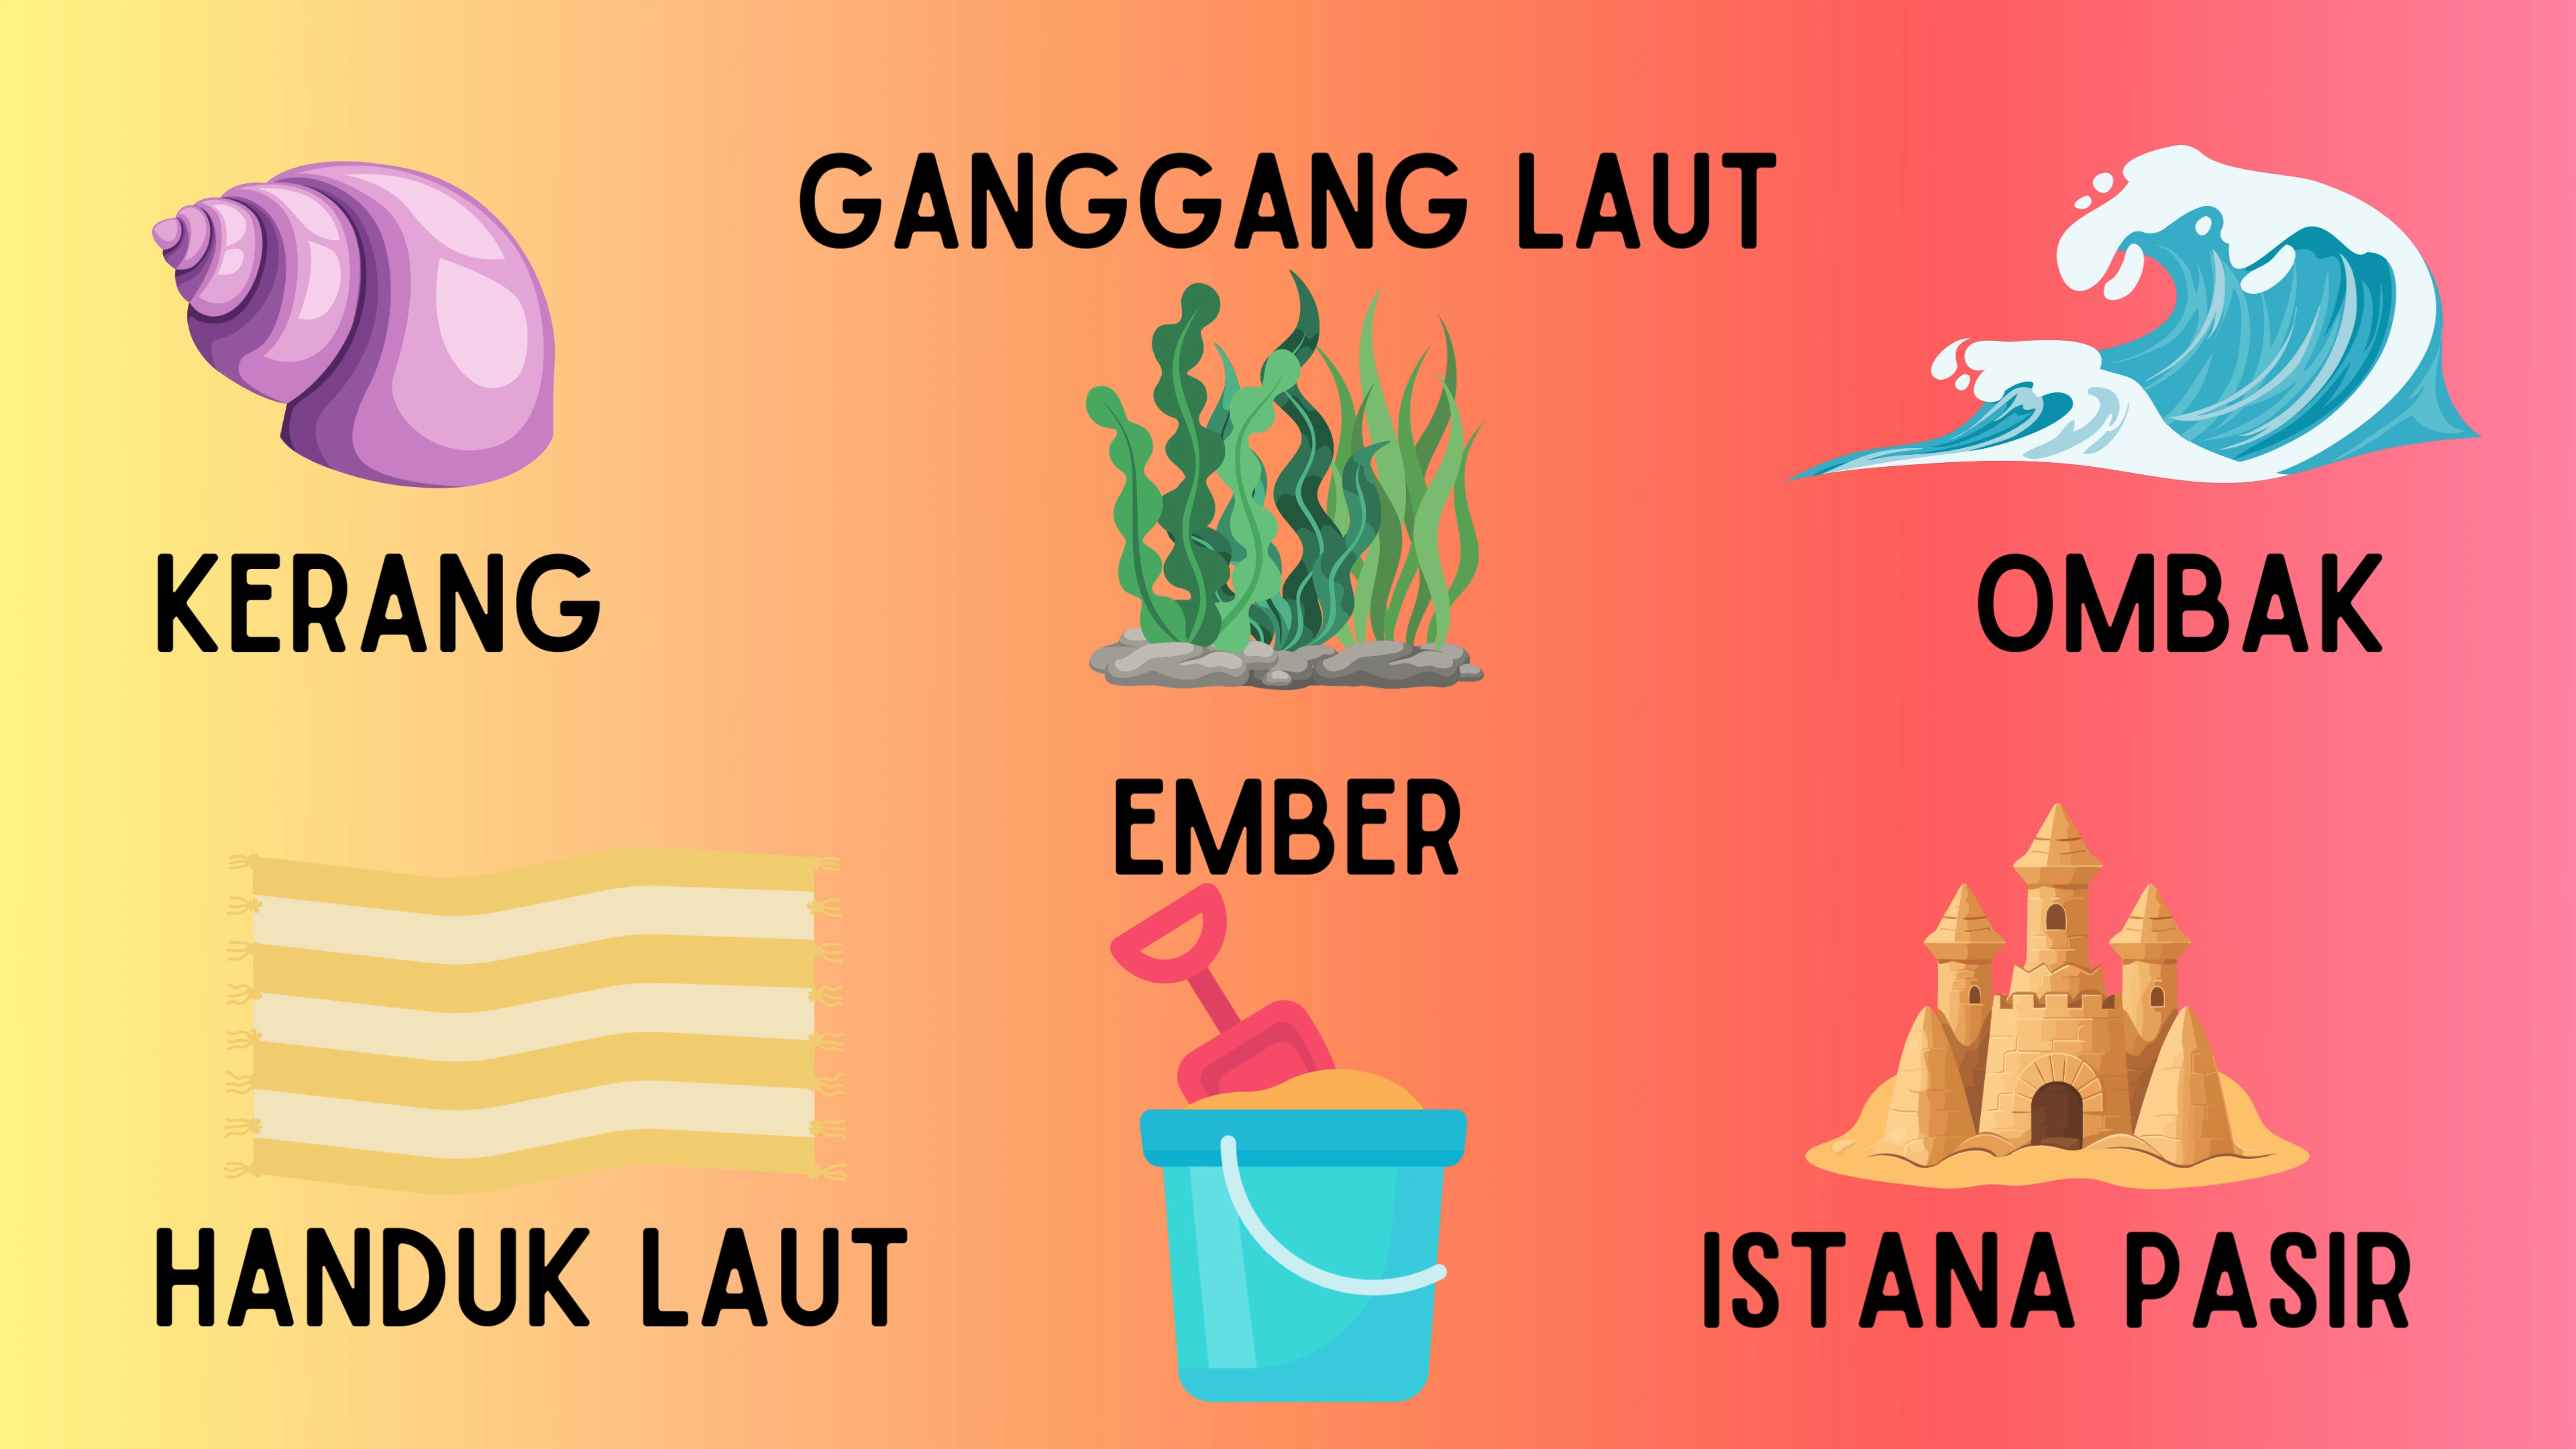 GANGGANG LAUT
KERANG
OMBAK
EMBER
HANDUK LAUT
ISTANA PASIR